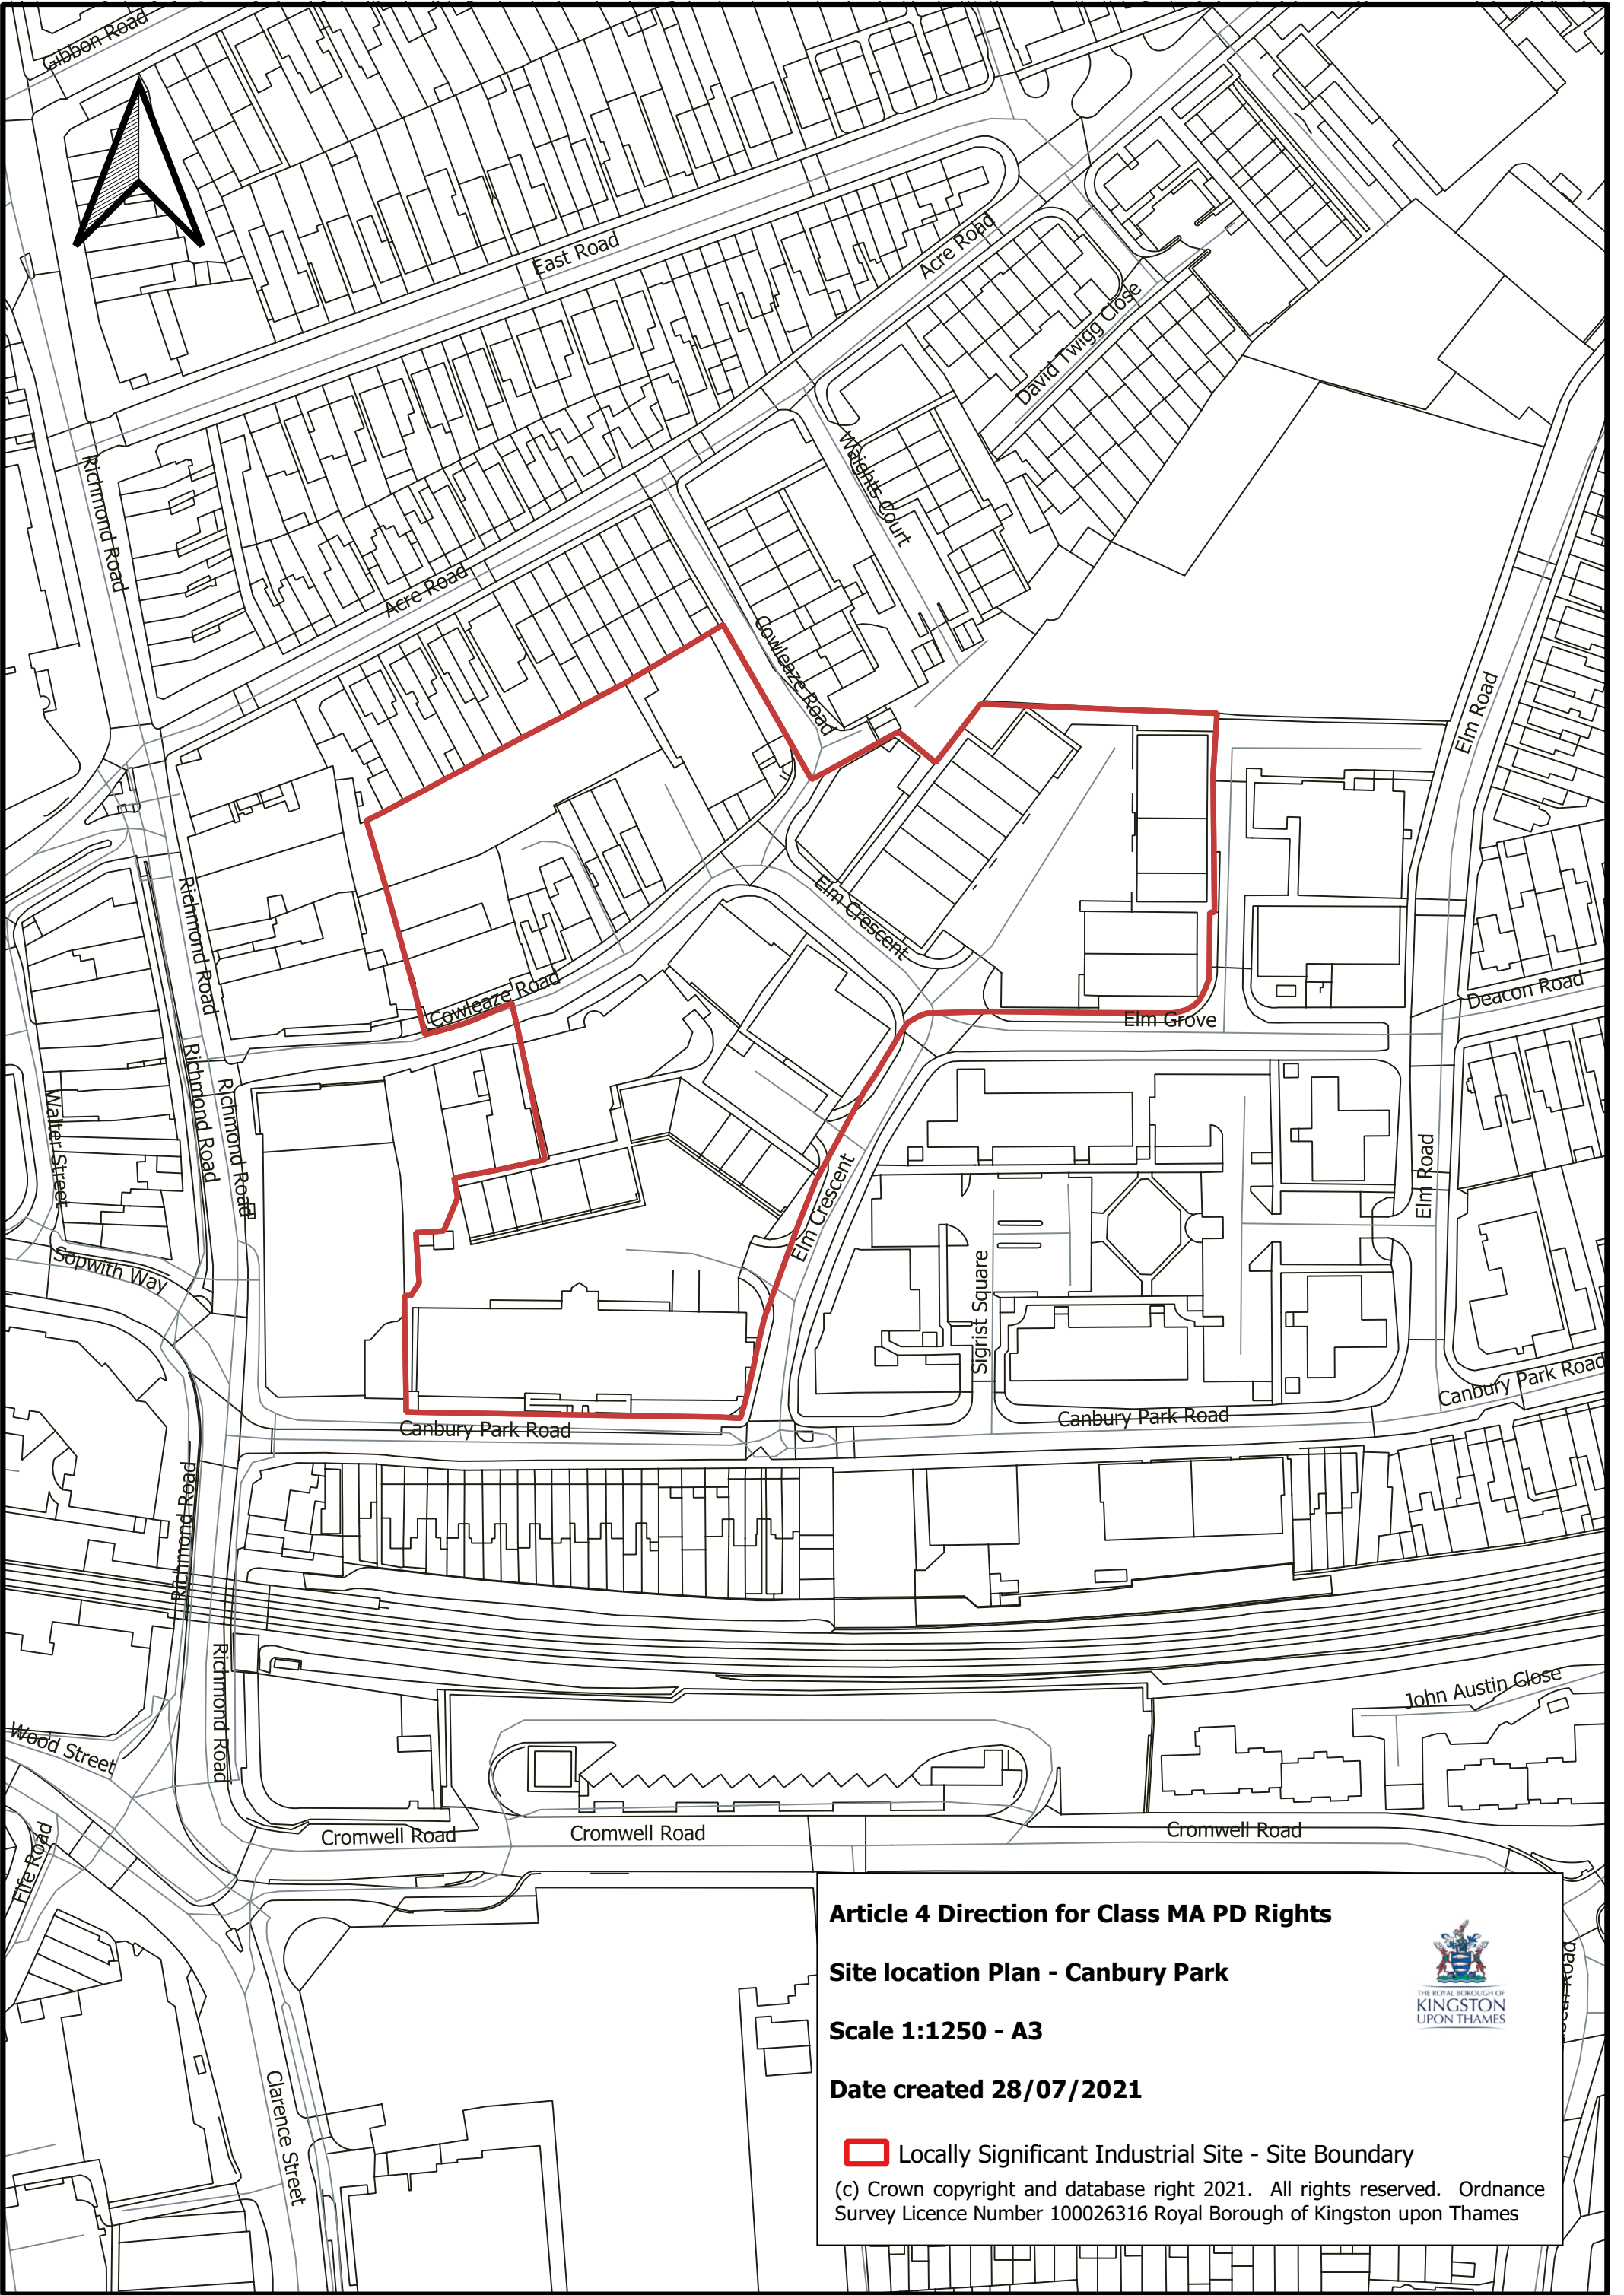 Gibbon Road
East Road
Acre Road
David Twigg Close
Richmond Road
Waights Court
Acre Road
Cowleaze Road
Elm Road
Richmond Road
Elm Crescent
Cowleaze Road
Deacon Road
Elm Grove
Richmond Road
Richmond Road
Walter Street
Elm Road
Elm Crescent
Sopwith Way
Sigrist Square
Canbury Park Road
Canbury Park Road
Canbury Park Road
Richmond Road
Richmond Road
John Austin Close
Wood Street
Cromwell Road
Cromwell Road
Cromwell Road
Fife Road
Clarence Street
Article 4 Direction for Class MA PD Rights
Site location Plan - Canbury Park
Scale 1:1250 - A3
Date created 28/07/2021
THE ROYAL BOROUGH OF
KINGSTON
UPON THAMES
Locally Significant Industrial Site - Site Boundary
(c) Crown copyright and database right 2021. All rights reserved. Ordnance
Survey Licence Number 100026316 Royal Borough of Kingston upon Thames